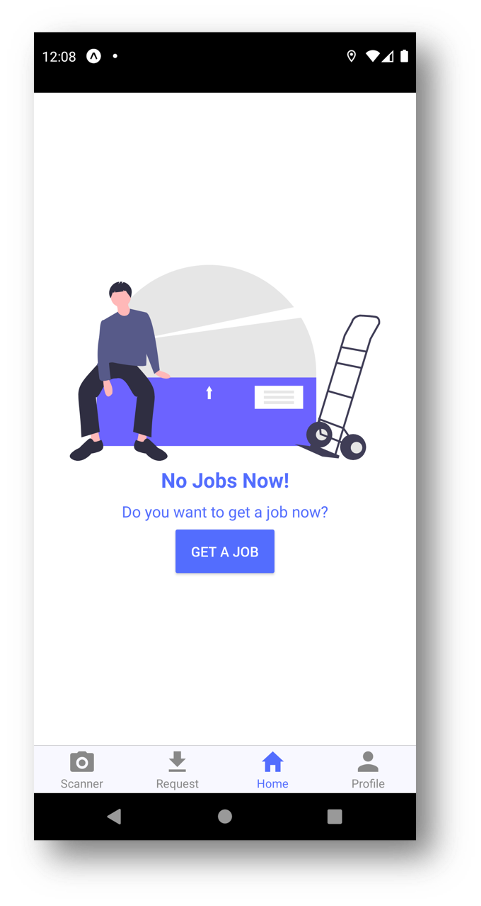 12:08
No Jobs Now!
Do you want to get a job now?
GET A JOB
Scanner Request Home Profile